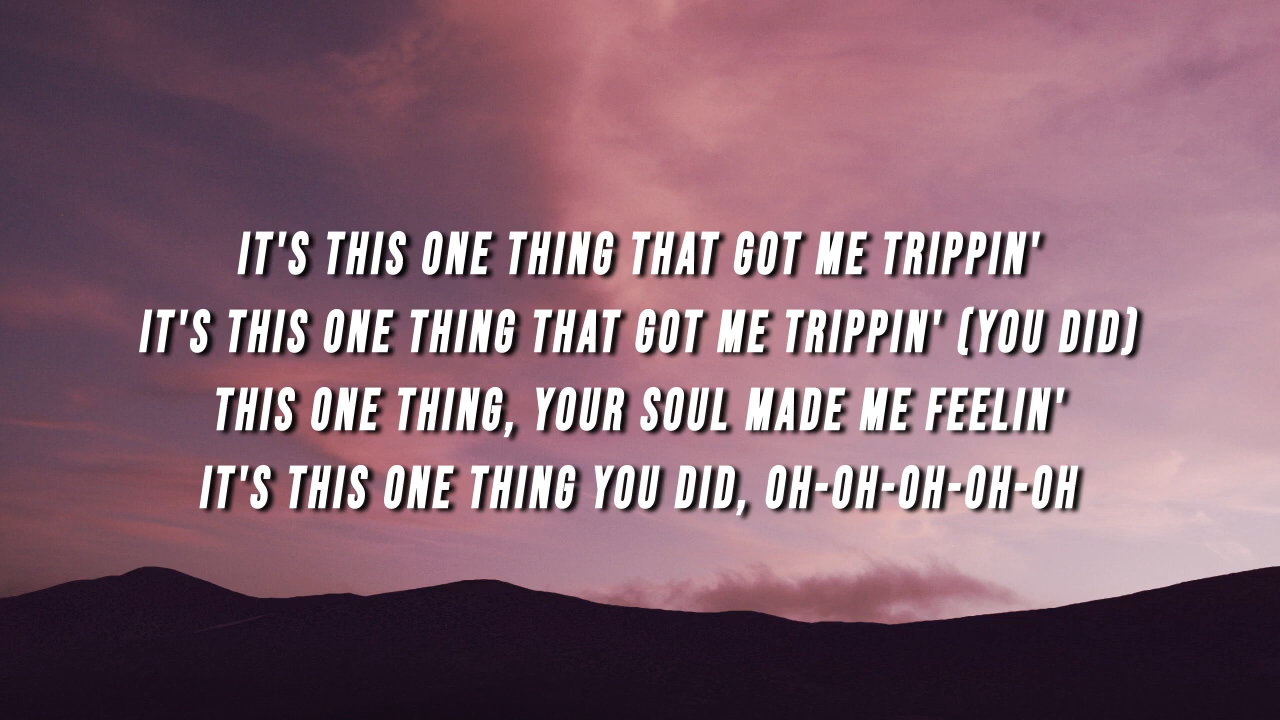 IT'S THIS ONE THING THAT GOT ME TRIPPIN'
IT'S THIS ONE THING THAT GOT ME TRIPPIN' (YOU DID)
THIS ONE THING, YOUR SOUL MADE ME FEELIN'
IT'S THIS ONE THING YOU DID, OH-OH-OH-OH-OH